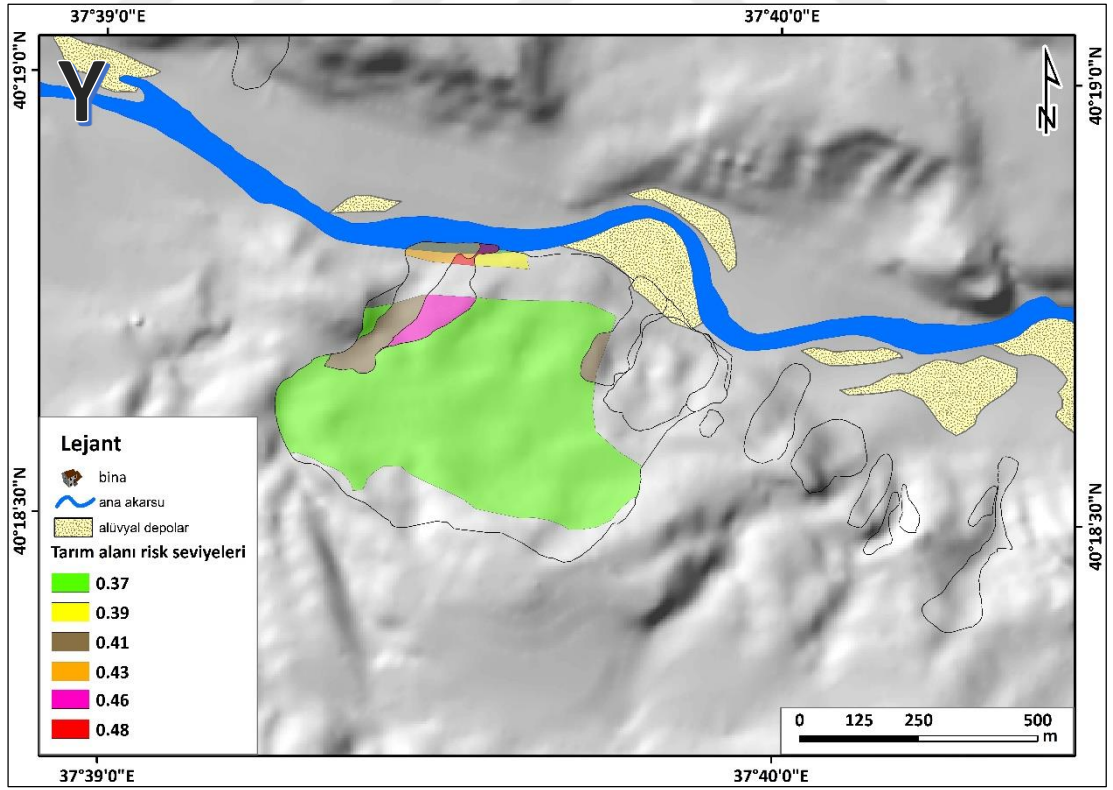 37°39'0"E 37°40'0"E
40°19'0"N 40°19'0"N
Y
N
Lejant
bina
ana akarsu
alüvyal depolar
Tarım alanı risk seviyeleri
0.37
0.39
0.41
0.43
0.46
0.48
40°18'30"N 40°18'30"N
0 125 250 500
m
37°39'0"E 37°40'0"E